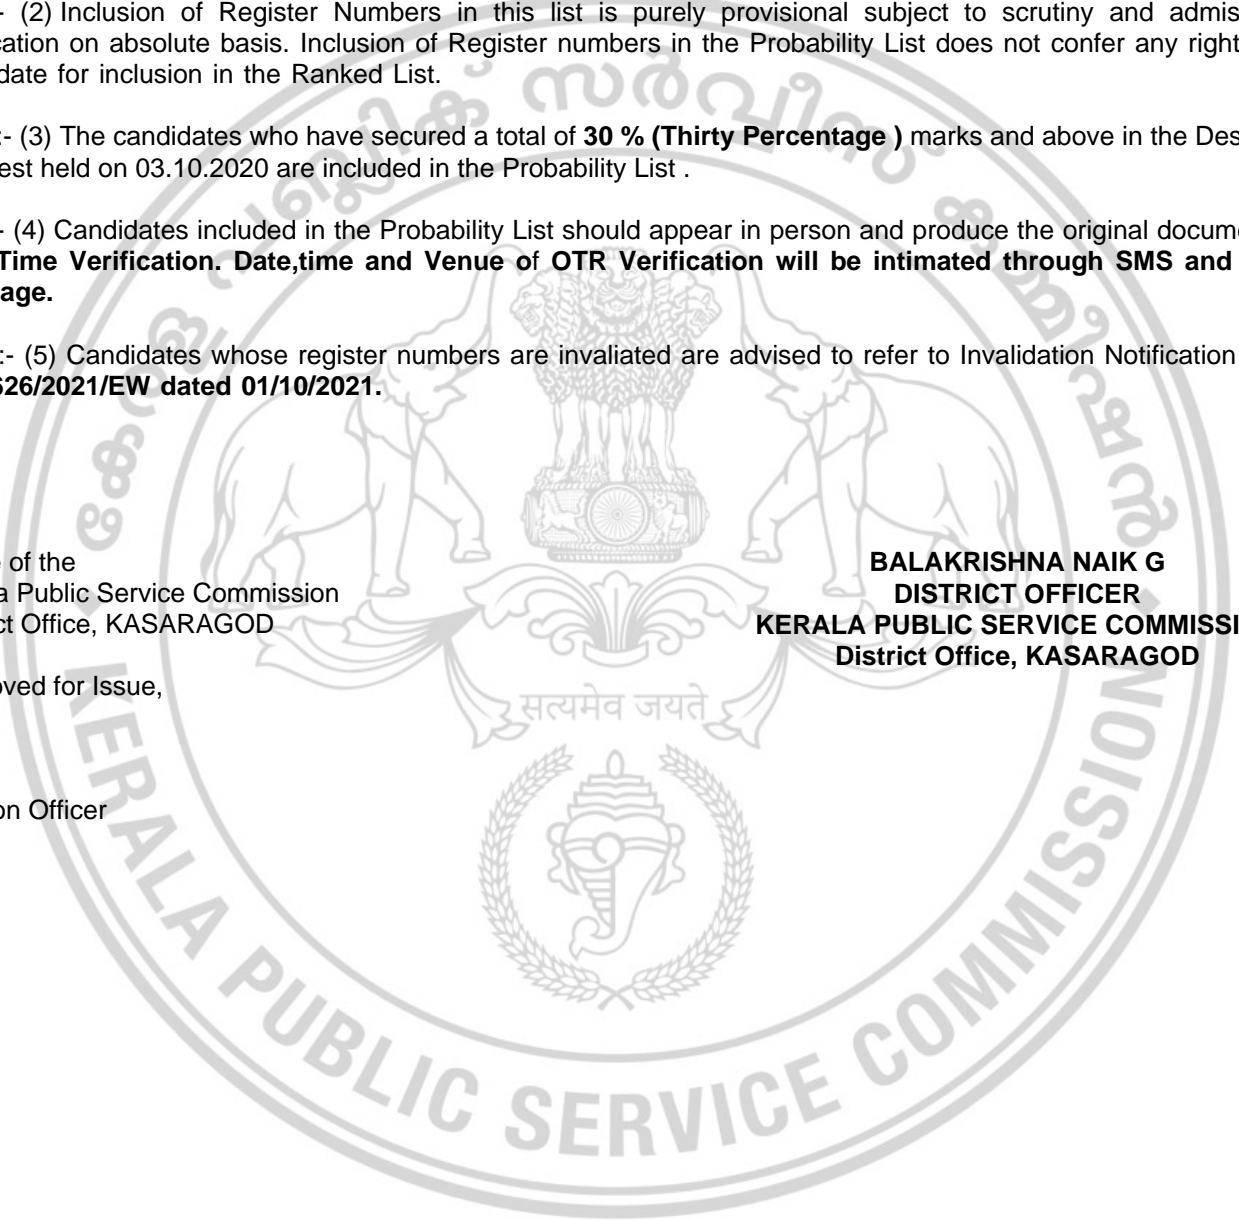 - (2) Inclusion of Register Numbers in this list is purely provisional subject to scrutiny and admis
cation on absolute basis. Inclusion of Register numbers in the Probability List does not confer any right
date for inclusion in the Ranked List.
:- (3) The candidates who have secured a total of 30 % (Thirty Percentage ) marks and above in the Des
est held on 03.10.2020 are included in the Probability List .
- (4) Candidates included in the Probability List should appear in person and produce the original docum
Time Verification. Date,time and Venue of OTR Verification will be intimated through SMS and
age.
:- (5) Candidates whose register numbers are invaliated are advised to refer to Invalidation Notification
626/2021/EW dated 01/10/2021.
e of the
a Public Service Commission
ct Office, KASARAGOD
oved for Issue,
on Officer
BALAKRISHNA NAIK G
DISTRICT OFFICER
KERALA PUBLIC SERVICE COMMISSI
District Office, KASARAGOD
കേരള പബ്ലിക് സർവീസ് കമ്മീഷൻ
सत्यमेव जयते
KERALA PUBLIC SERVICE COMMISSION